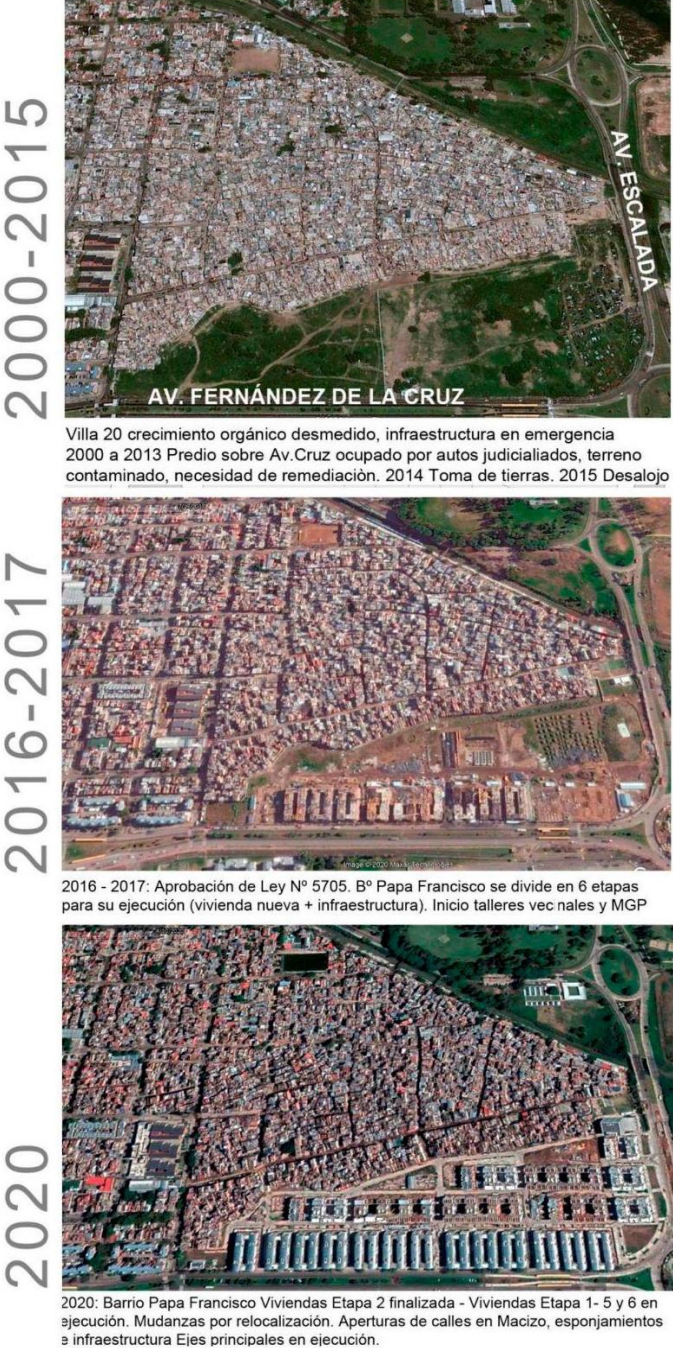 2000-2015
AV. ESCALADA
AV. FERNÁNDEZ DE LA CRUZ
Villa 20 crecimiento orgánico desmedido, infraestructura en emergencia
2000 a 2013 Predio sobre Av.Cruz ocupado por autos judicialiados, terreno
contaminado, necesidad de remediaciòn. 2014 Toma de tierras. 2015 Desalojo
2016-2017
Image © 2020 Maxar Technologies
2016 - 2017: Aprobación de Ley Nº 5705. Bº Papa Francisco se divide en 6 etapas
para su ejecución (vivienda nueva + infraestructura). Inicio talleres vecinales y MGP
2020
2020: Barrio Papa Francisco Viviendas Etapa 2 finalizada - Viviendas Etapa 1- 5 y 6 en
ejecución. Mudanzas por relocalización. Aperturas de calles en Macizo, esponjamientos
e infraestructura Ejes principales en ejecución.